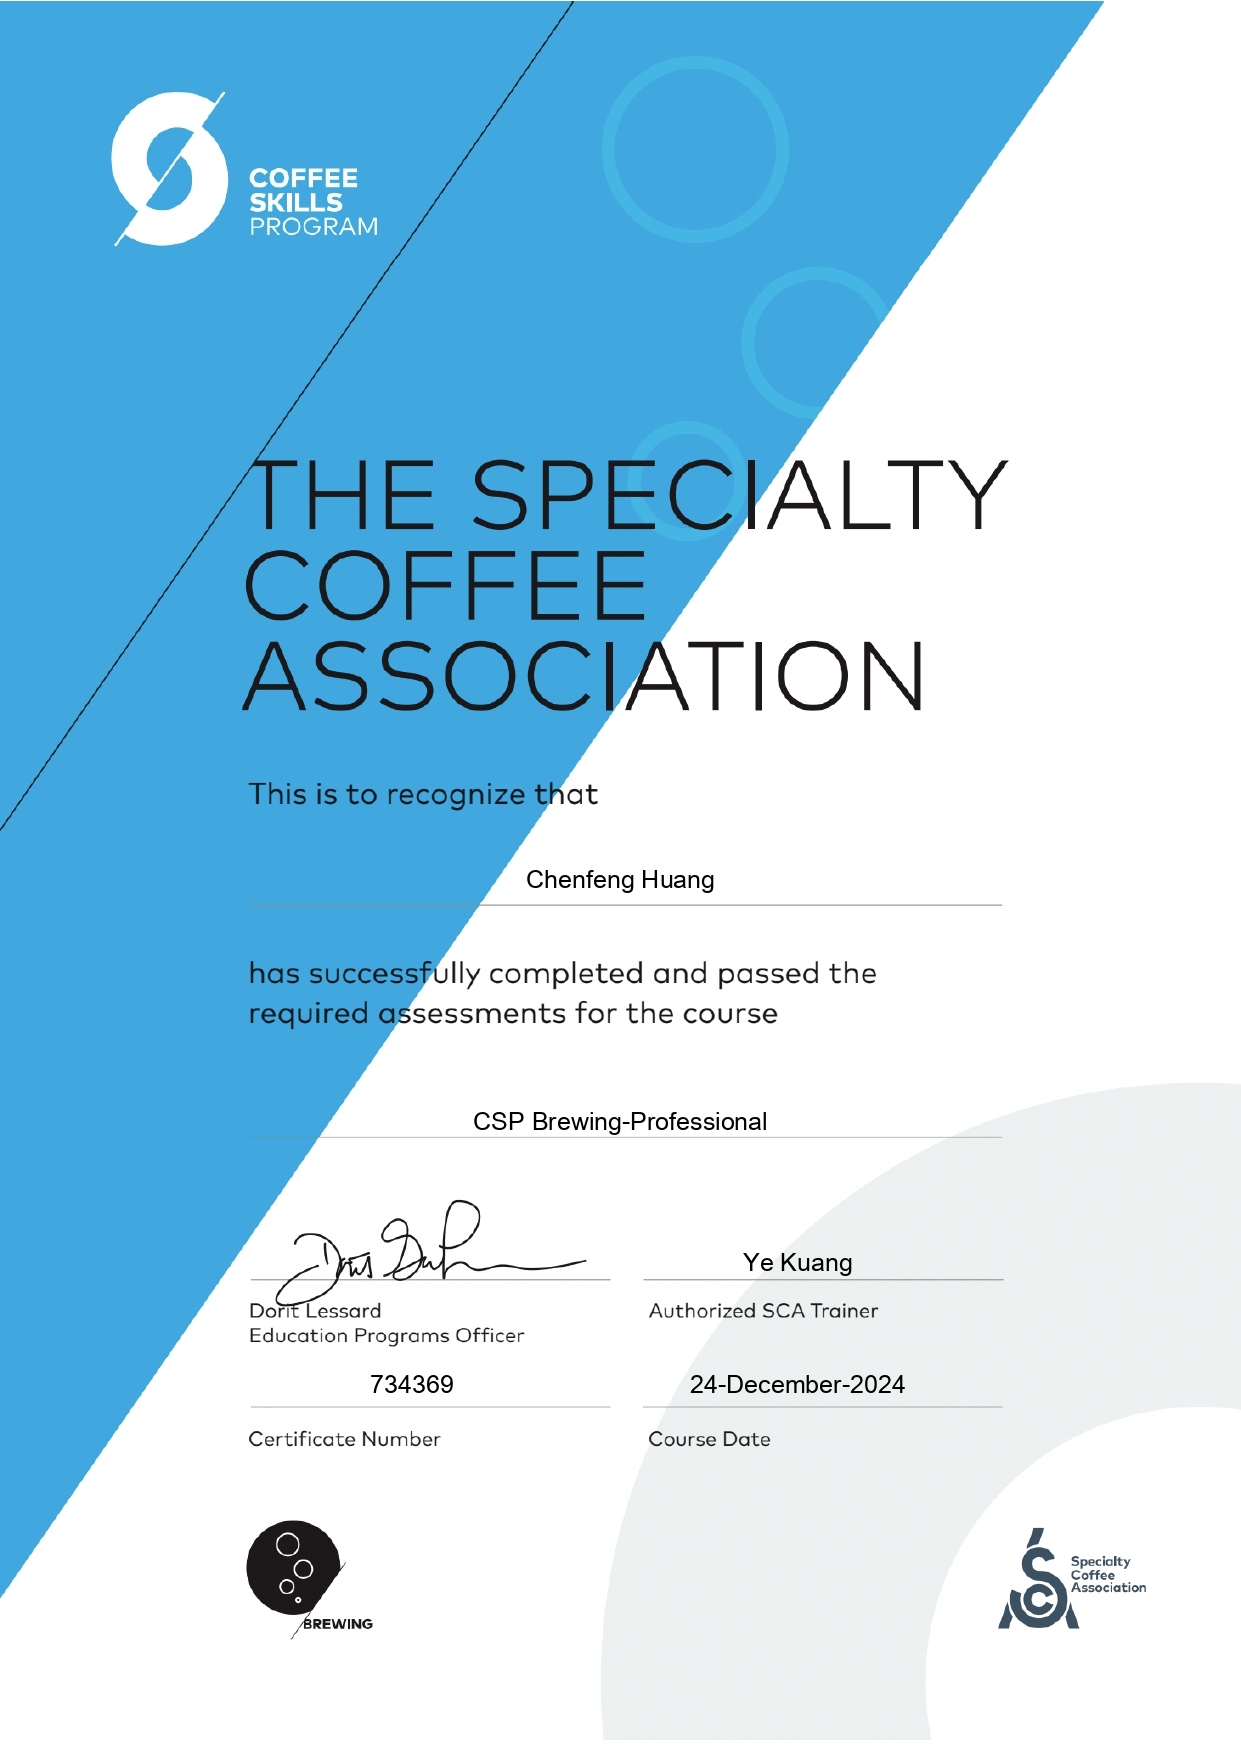 COFFEE
SKILLS
PROGRAM
THE SPECIALTY
COFFEE
ASSOCIATION
This is to recognize that
Chenfeng Huang
has successfully completed and passed the
required assessments for the course
CSP Brewing-Professional
Ye Kuang
Dorit Lessard
Authorized SCA Trainer
Education Programs Officer
734369
24-December-2024
Certificate Number
Course Date
BREWING
Specialty
Coffee
Association